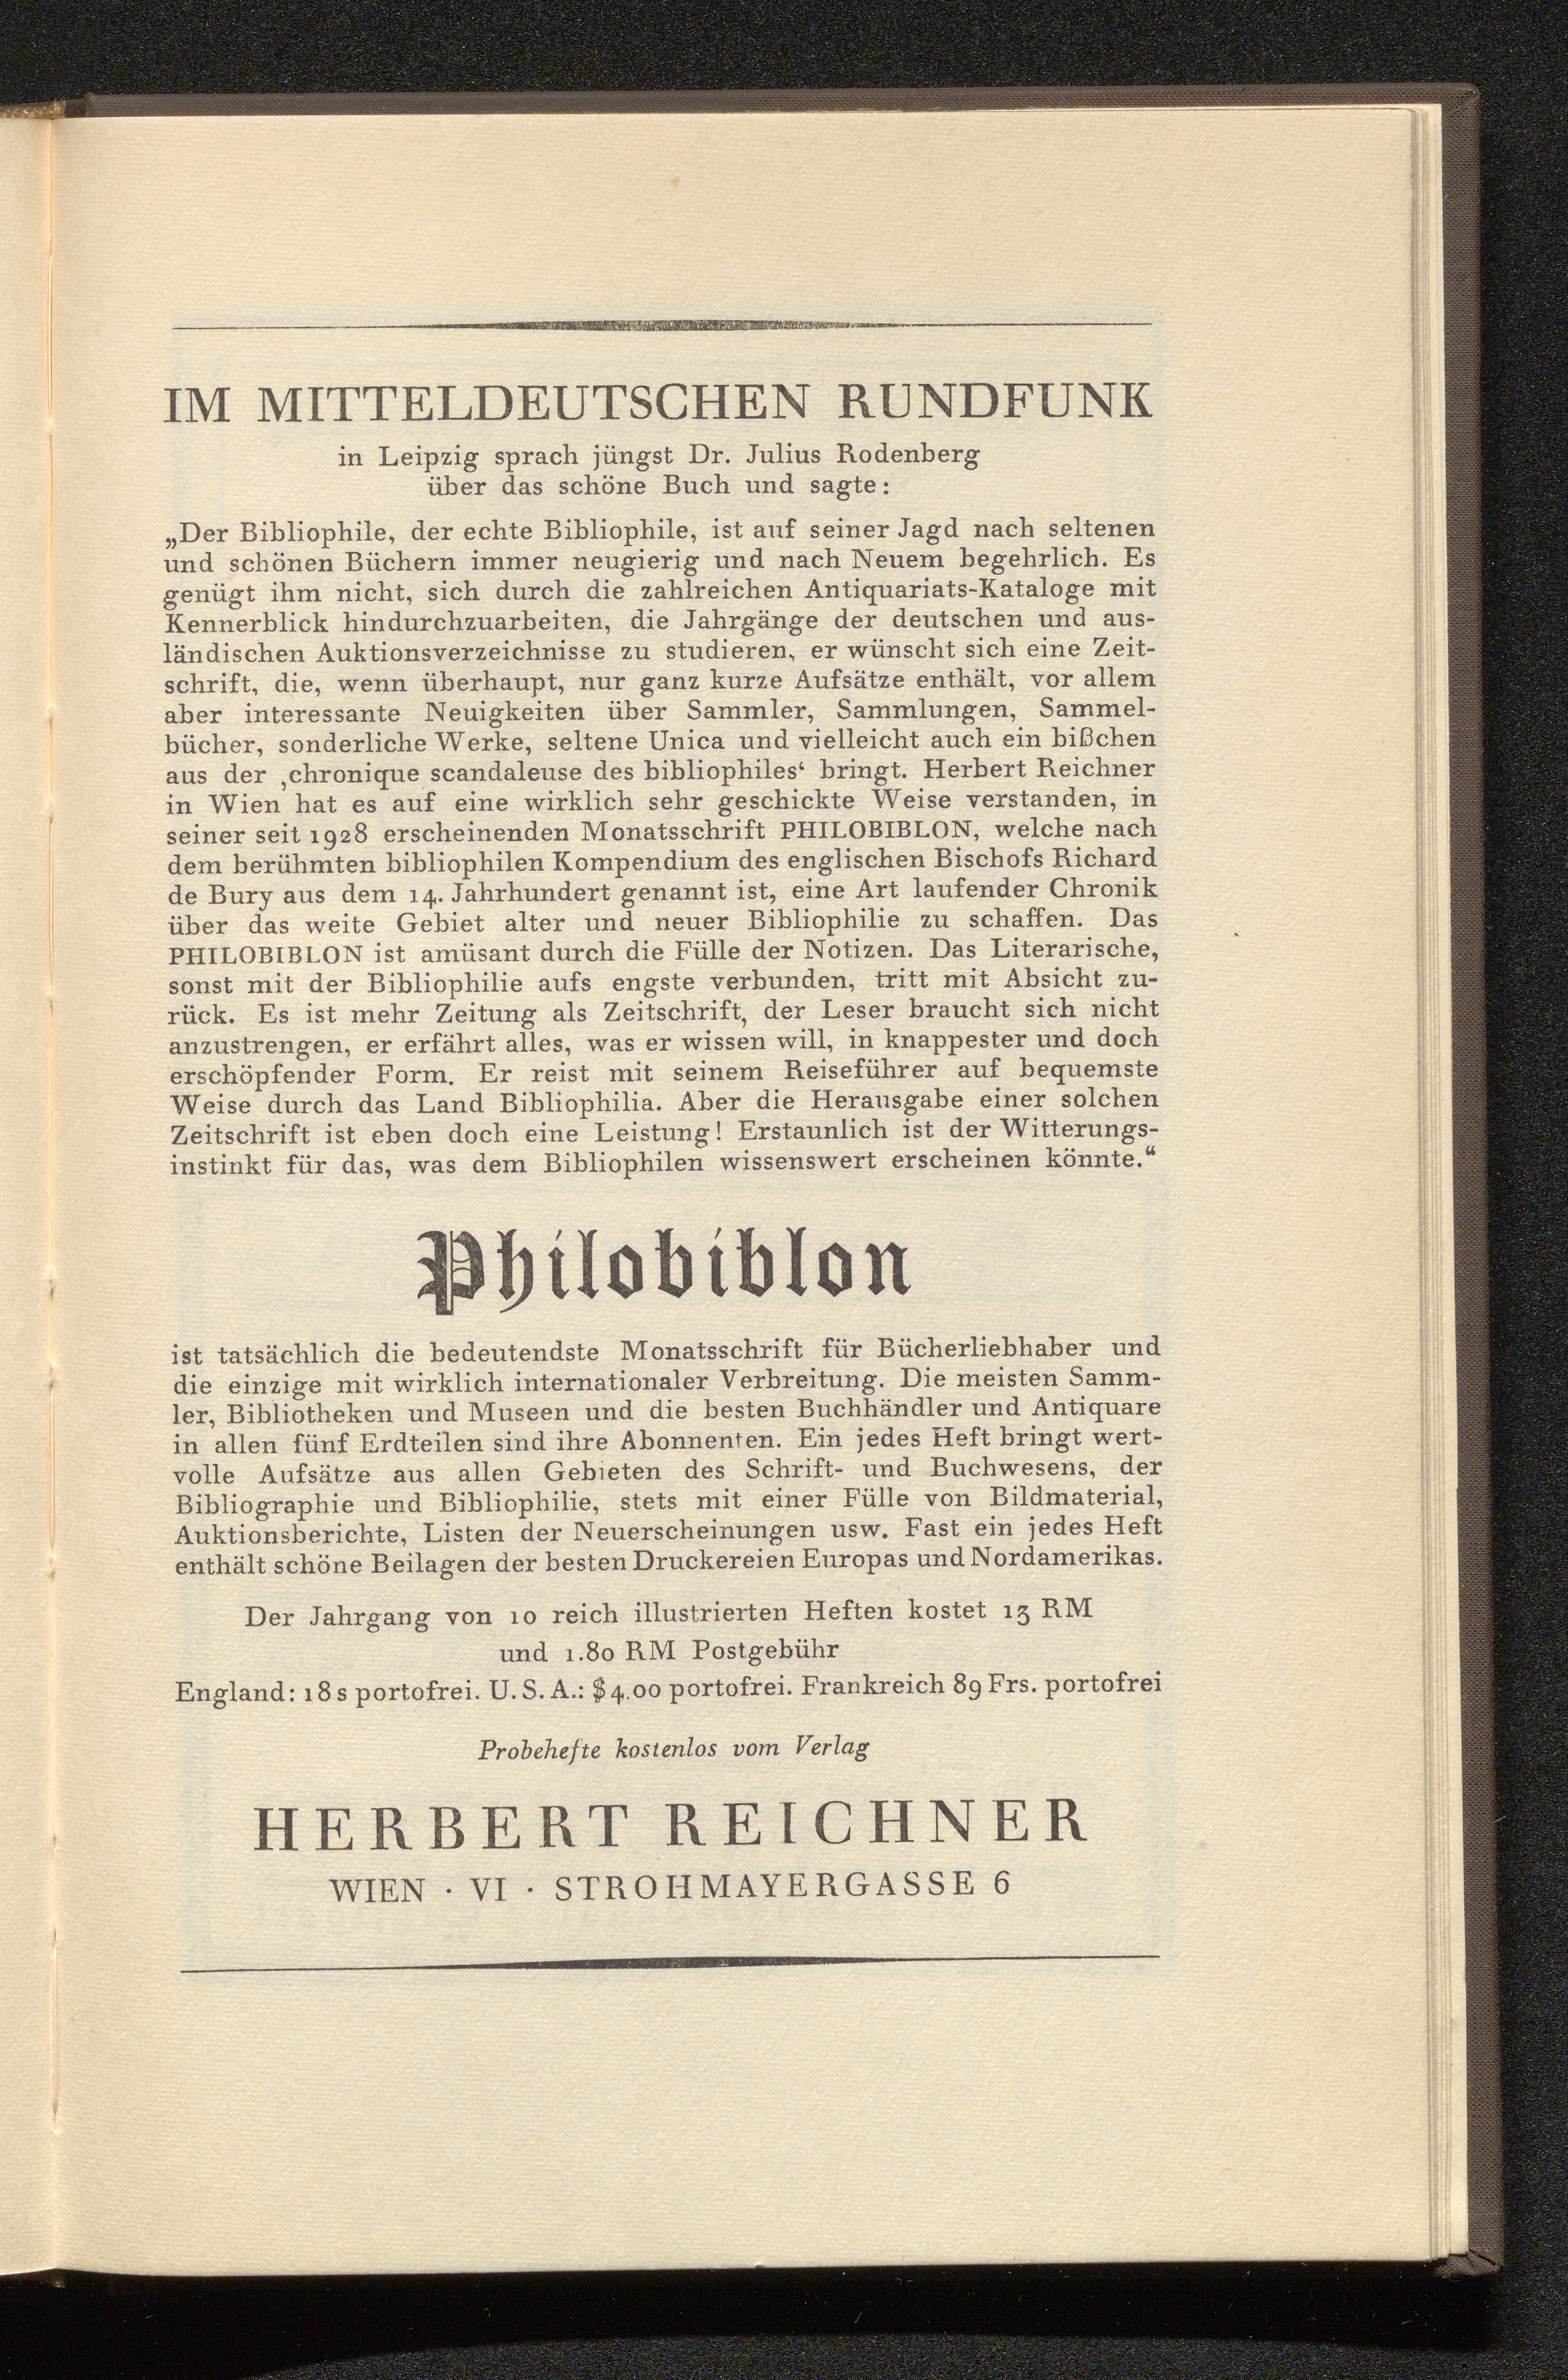 IM MITTELDEUTSCHEN RUNDFUNK
in Leipzig sprach jüngst Dr. Julius Rodenberg
über das schöne Buch und sagte:
„Der Bibliophile, der echte Bibliophile, ist auf seiner Jagd nach seltenen
und schönen Büchern immer neugierig und nach Neuem begehrlich. Es
genügt ihm nicht, sich durch die zahlreichen Antiquariats-Kataloge mit
Kennerblick hindurchzuarbeiten, die Jahrgänge der deutschen und aus-
ländischen Auktionsverzeichnisse zu studieren, er wünscht sich eine Zeit-
schrift, die, wenn überhaupt, nur ganz kurze Aufsätze enthält, vor allem
aber interessante Neuigkeiten über Sammler, Sammlungen, Sammel-
bücher, sonderliche Werke, seltene Unica und vielleicht auch ein bißchen
aus der ‚chronique scandaleuse des bibliophiles‘ bringt. Herbert Reichner
in Wien hat es auf eine wirklich sehr geschickte Weise verstanden, in
seiner seit 1928 erscheinenden Monatsschrift PHILOBIBLON, welche nach
dem berühmten bibliophilen Kompendium des englischen Bischofs Richard
de Bury aus dem 14. Jahrhundert genannt ist, eine Art laufender Chronik
über das weite Gebiet alter und neuer Bibliophilie zu schaffen. Das
PHILOBIBLON ist amüsant durch die Fülle der Notizen. Das Literarische,
sonst mit der Bibliophilie aufs engste verbunden, tritt mit Absicht zu-
rück. Es ist mehr Zeitung als Zeitschrift, der Leser braucht sich nicht
anzustrengen, er erfährt alles, was er wissen will, in knappester und doch
erschöpfender Form. Er reist mit seinem Reiseführer auf bequemste
Weise durch das Land Bibliophilia. Aber die Herausgabe einer solchen
Zeitschrift ist eben doch eine Leistung! Erstaunlich ist der Witterungs-
instinkt für das, was dem Bibliophilen wissenswert erscheinen könnte.“
Philobiblon
ist tatsächlich die bedeutendste Monatsschrift für Bücherliebhaber und
die einzige mit wirklich internationaler Verbreitung. Die meisten Samm-
ler, Bibliotheken und Museen und die besten Buchhändler und Antiquare
in allen fünf Erdteilen sind ihre Abonnenten. Ein jedes Heft bringt wert-
volle Aufsätze aus allen Gebieten des Schrift- und Buchwesens, der
Bibliographie und Bibliophilie, stets mit einer Fülle von Bildmaterial,
Auktionsberichte, Listen der Neuerscheinungen usw. Fast ein jedes Heft
enthält schöne Beilagen der besten Druckereien Europas und Nordamerikas.
Der Jahrgang von 10 reich illustrierten Heften kostet 13 RM
und 1.80 RM Postgebühr
England: 18 s portofrei. U. S. A.: $ 4.00 portofrei. Frankreich 89 Frs. portofrei
Probehefte kostenlos vom Verlag
HERBERT REICHNER
WIEN · VI · STROHMAYERGASSE 6